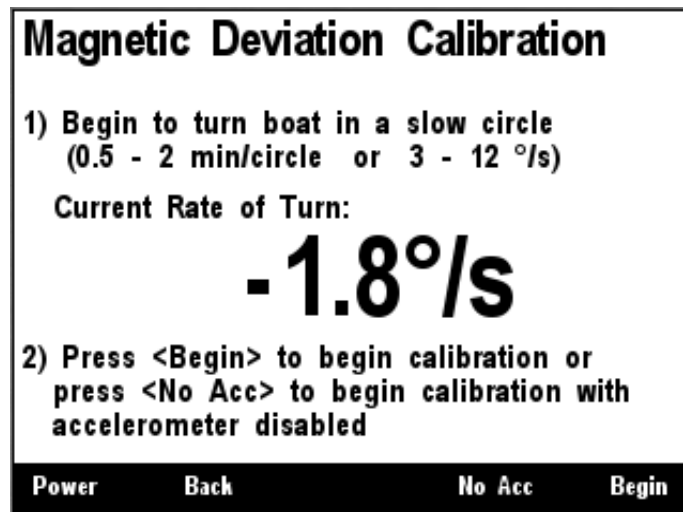 Magnetic Deviation Calibration
1) Begin to turn boat in a slow circle
(0.5 - 2 min/circle or 3 - 12 °/s)
Current Rate of Turn:
-1.8°/s
2) Press <Begin> to begin calibration or
press <No Acc> to begin calibration with
accelerometer disabled
Power Back No Acc Begin